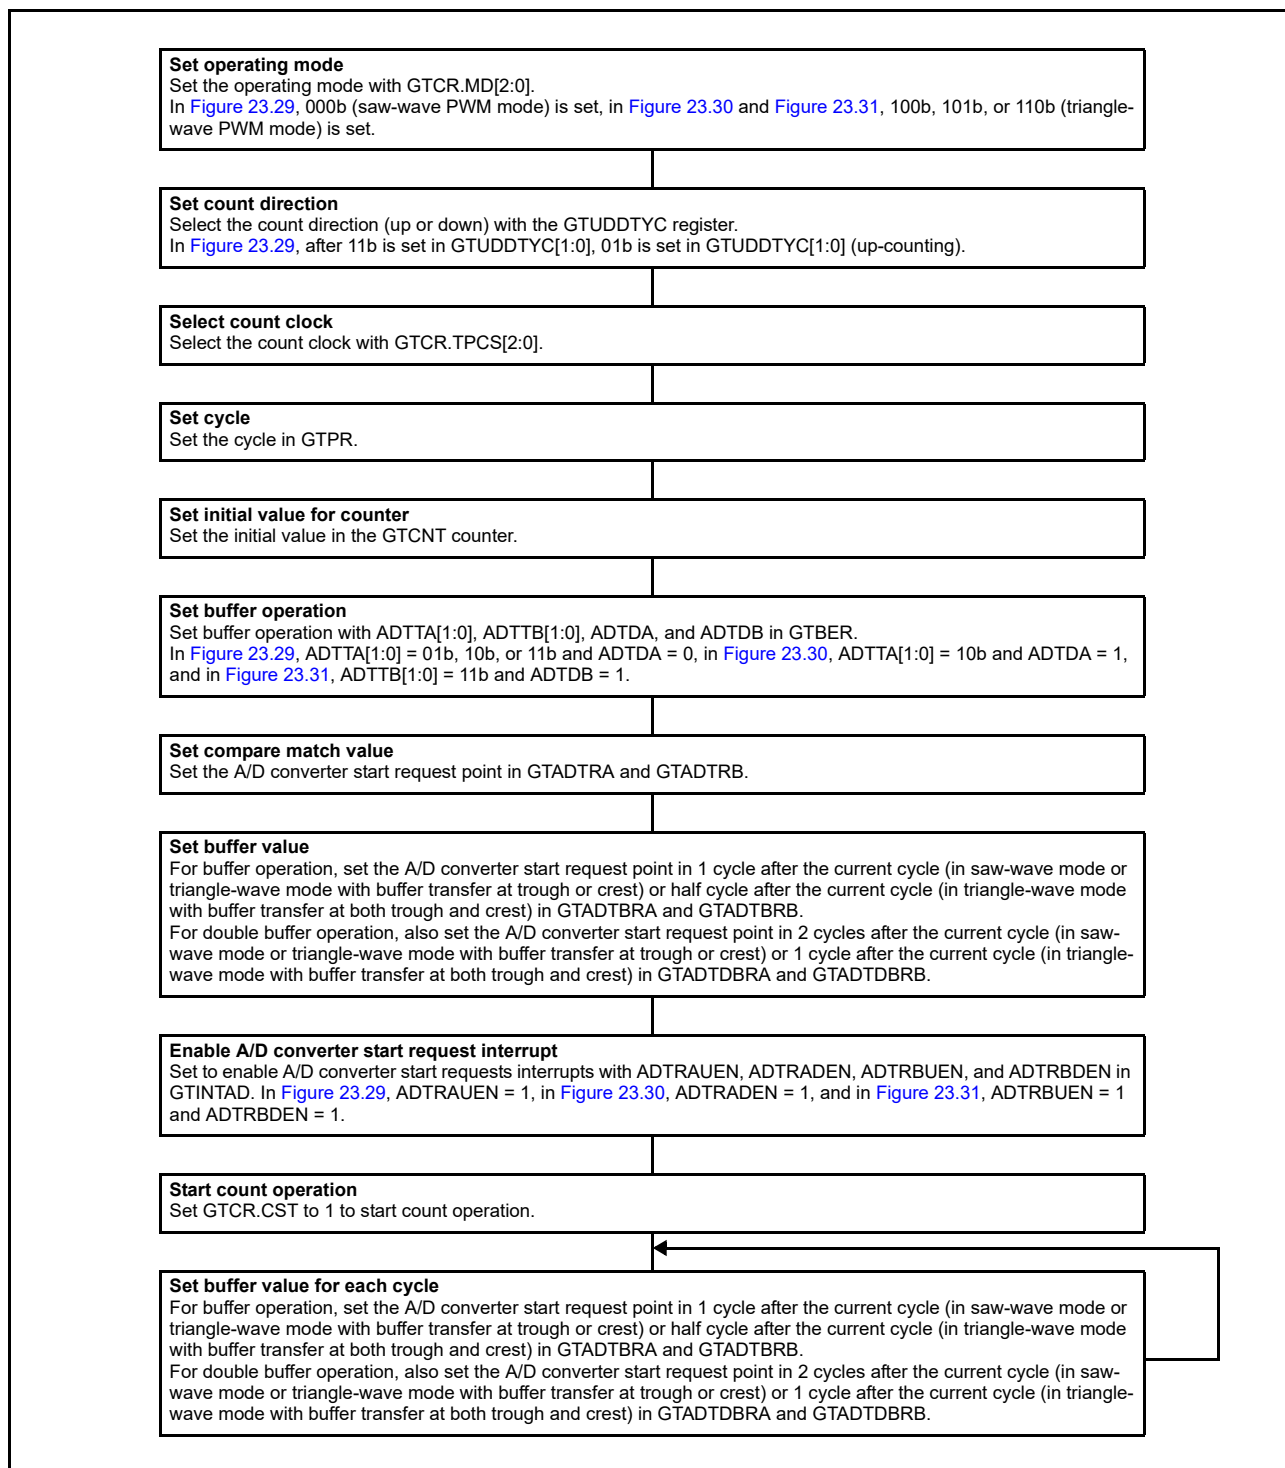 Set operating mode
Set the operating mode with GTCR.MD[2:0].
In Figure 23.29, 000b (saw-wave PWM mode) is set, in Figure 23.30 and Figure 23.31, 100b, 101b, or 110b (triangle-
wave PWM mode) is set.
Set count direction
Select the count direction (up or down) with the GTUDDTYC register.
In Figure 23.29, after 11b is set in GTUDDTYC[1:0], 01b is set in GTUDDTYC[1:0] (up-counting).
Select count clock
Select the count clock with GTCR.TPCS[2:0].
Set cycle
Set the cycle in GTPR.
Set initial value for counter
Set the initial value in the GTCNT counter.
Set buffer operation
Set buffer operation with ADTTA[1:0], ADTTB[1:0], ADTDA, and ADTDB in GTBER.
In Figure 23.29, ADTTA[1:0] = 01b, 10b, or 11b and ADTDA = 0, in Figure 23.30, ADTTA[1:0] = 10b and ADTDA = 1,
and in Figure 23.31, ADTTB[1:0] = 11b and ADTDB = 1.
Set compare match value
Set the A/D converter start request point in GTADTRA and GTADTRB.
Set buffer value
For buffer operation, set the A/D converter start request point in 1 cycle after the current cycle (in saw-wave mode or
triangle-wave mode with buffer transfer at trough or crest) or half cycle after the current cycle (in triangle-wave mode
with buffer transfer at both trough and crest) in GTADTBRA and GTADTBRB.
For double buffer operation, also set the A/D converter start request point in 2 cycles after the current cycle (in saw-
wave mode or triangle-wave mode with buffer transfer at trough or crest) or 1 cycle after the current cycle (in triangle-
wave mode with buffer transfer at both trough and crest) in GTADTDBRA and GTADTDBRB.
Enable A/D converter start request interrupt
Set to enable A/D converter start requests interrupts with ADTRAUEN, ADTRADEN, ADTRBUEN, and ADTRBDEN in
GTINTAD. In Figure 23.29, ADTRAUEN = 1, in Figure 23.30, ADTRADEN = 1, and in Figure 23.31, ADTRBUEN = 1
and ADTRBDEN = 1.
Start count operation
Set GTCR.CST to 1 to start count operation.
Set buffer value for each cycle
For buffer operation, set the A/D converter start request point in 1 cycle after the current cycle (in saw-wave mode or
triangle-wave mode with buffer transfer at trough or crest) or half cycle after the current cycle (in triangle-wave mode
with buffer transfer at both trough and crest) in GTADTBRA and GTADTBRB.
For double buffer operation, also set the A/D converter start request point in 2 cycles after the current cycle (in saw-
wave mode or triangle-wave mode with buffer transfer at trough or crest) or 1 cycle after the current cycle (in triangle-
wave mode with buffer transfer at both trough and crest) in GTADTDBRA and GTADTDBRB.